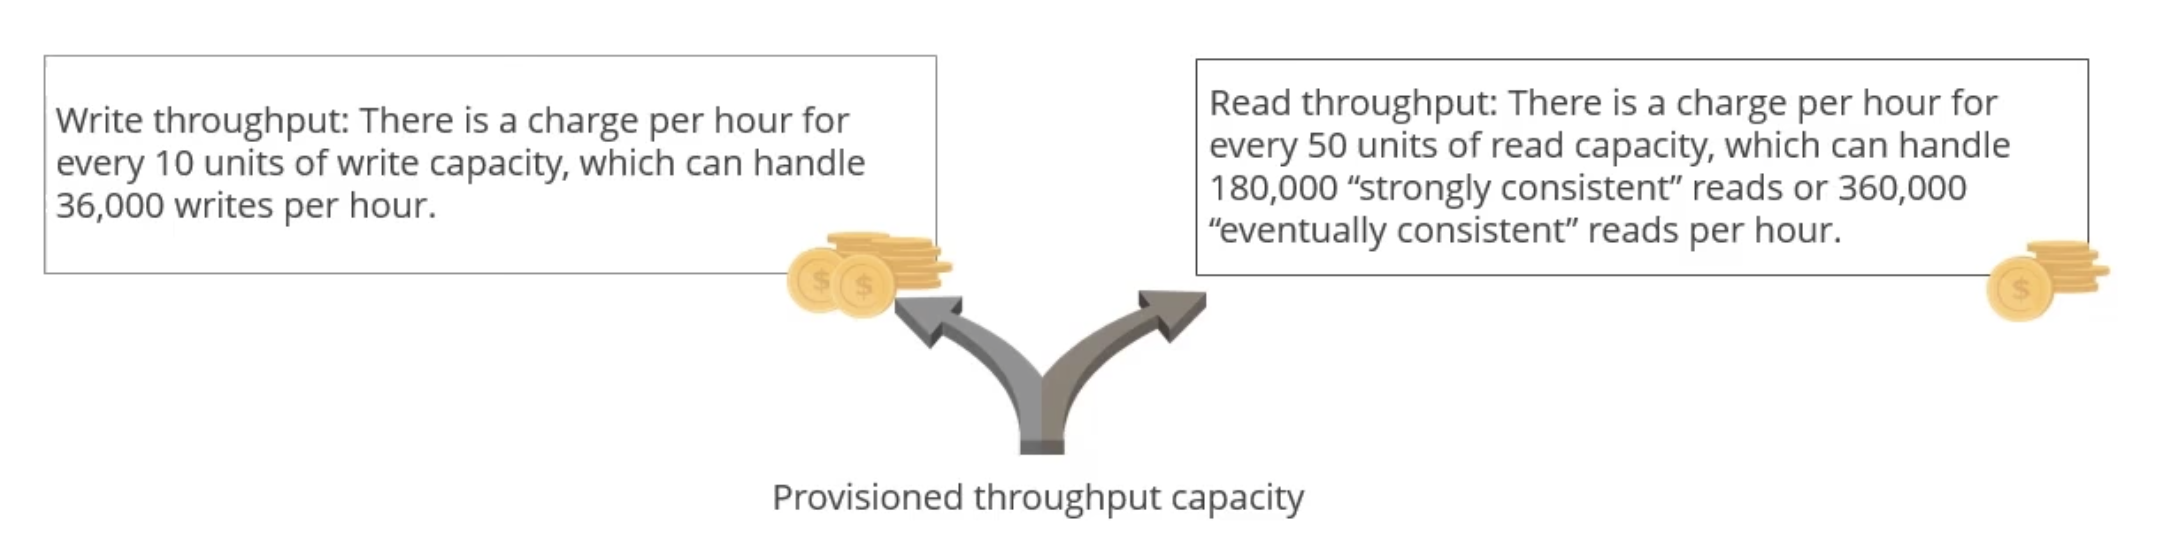 Write throughput: There is a charge per hour for
every 10 units of write capacity, which can handle
36,000 writes per hour.
Read throughput: There is a charge per hour for
every 50 units of read capacity, which can handle
180,000 “strongly consistent” reads or 360,000
“eventually consistent” reads per hour.
$
$
$
Provisioned throughput capacity